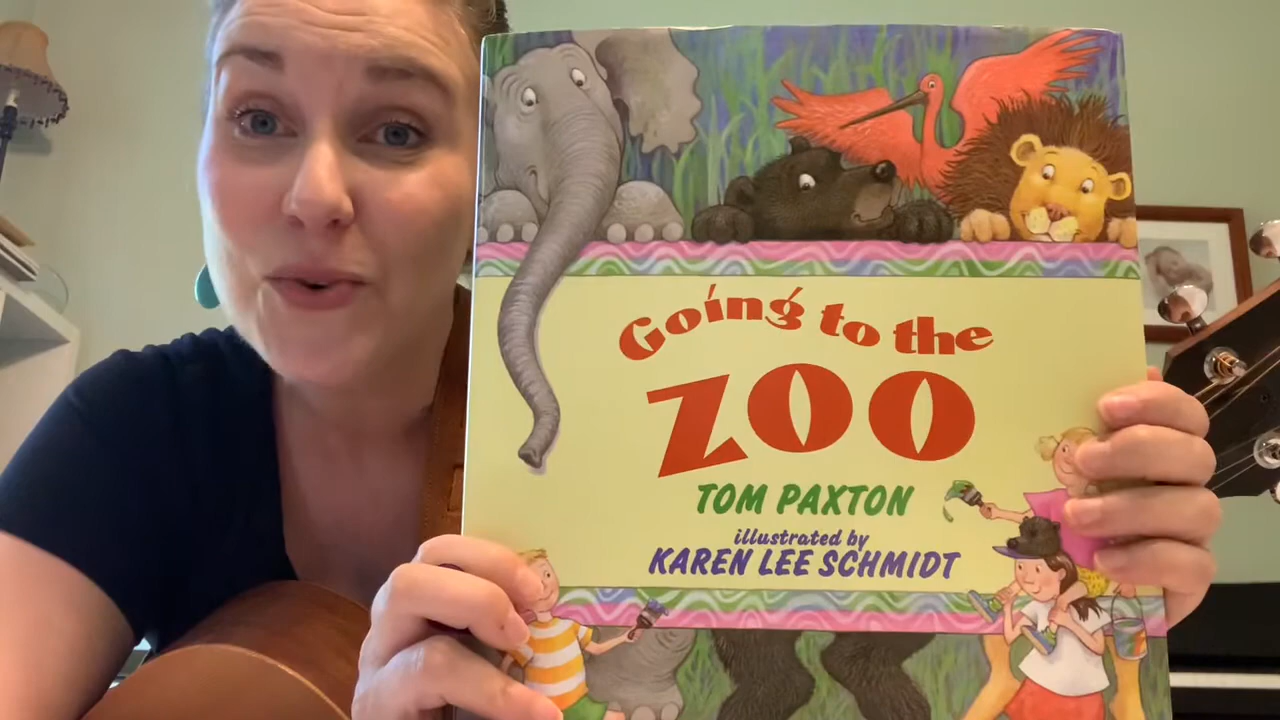 Going to the
ZOO
TOM PAXTON
illustrated by
KAREN LEE SCHMIDT